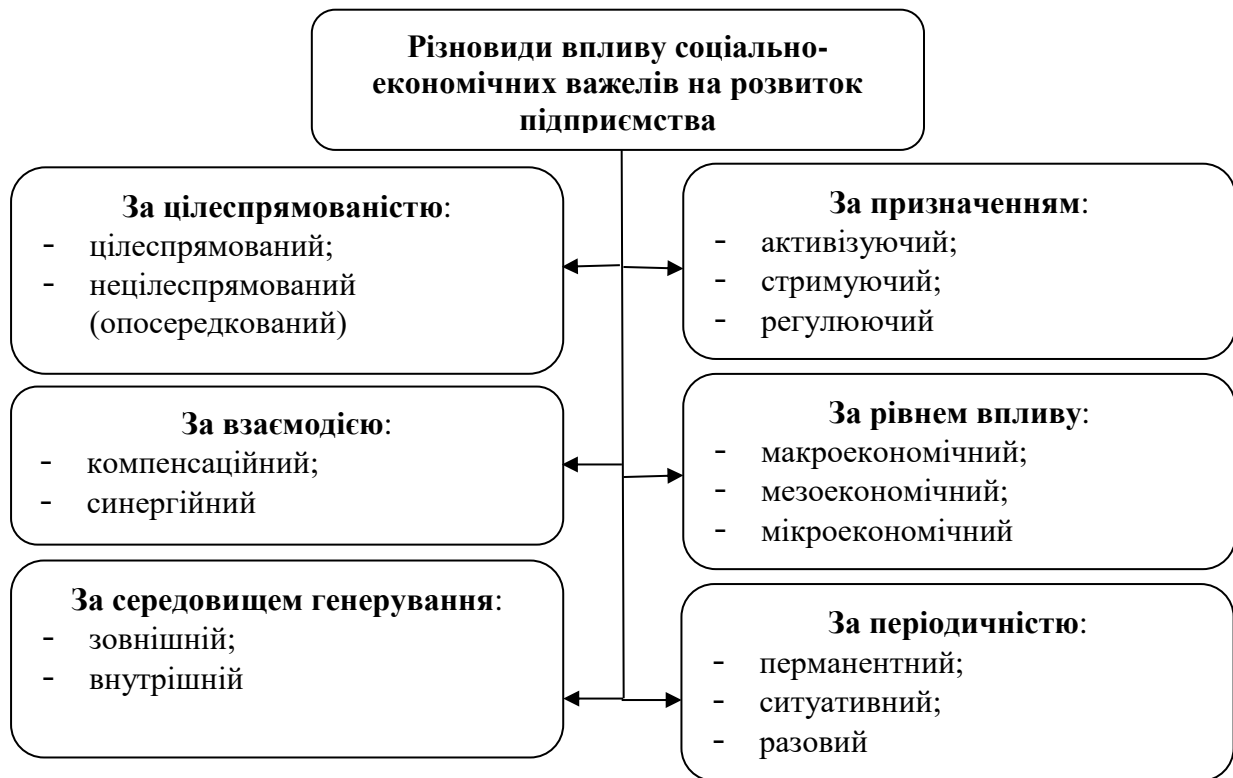 Різновиди впливу соціально-
економічних важелів на розвиток
підприємства
За цілеспрямованістю:
- цілеспрямований;
- нецілеспрямований
(опосередкований)
За призначенням:
- активізуючий;
- стримуючий;
- регулюючий
За взаємодією:
- компенсаційний;
- синергійний
За рівнем впливу:
- макроекономічний;
- мезоекономічний;
- мікроекономічний
За середовищем генерування:
- зовнішній;
- внутрішній
За періодичністю:
- перманентний;
- ситуативний;
- разовий